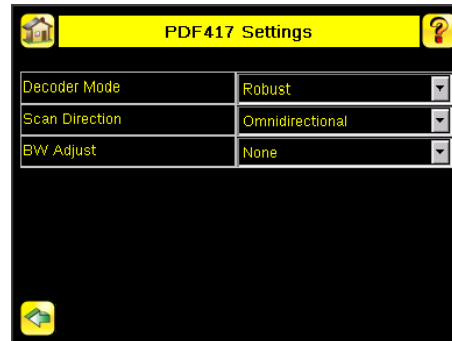 PDF417 Settings
?
Decoder Mode Robust
Scan Direction Omnidirectional
BW Adjust None